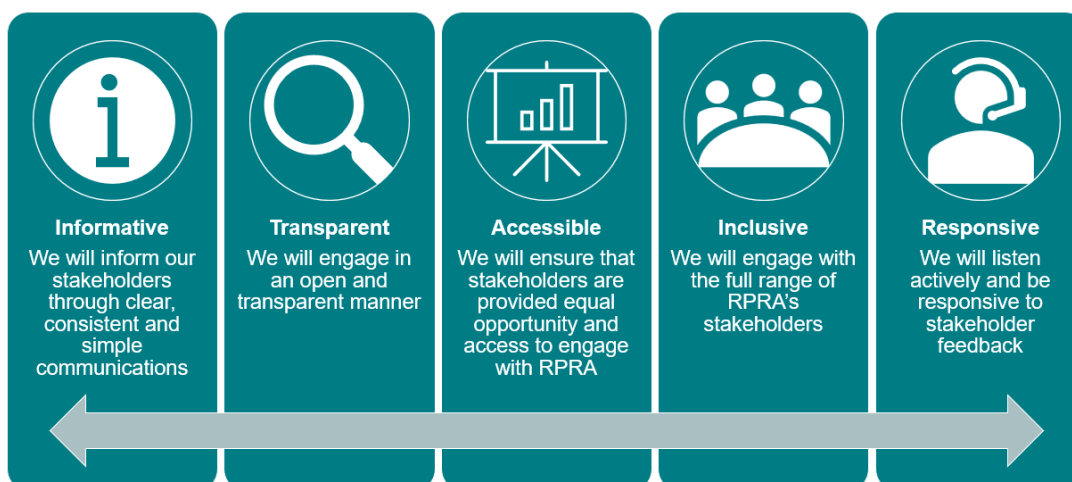 Informative
We will inform our
stakeholders
through clear,
consistent and
simple
communications
Transparent
We will engage in
an open and
transparent manner
Accessible
We will ensure that
stakeholders are
provided equal
opportunity and
access to engage
with RPRA
Inclusive
We will engage with
the full range of
RPRA's
stakeholders
Responsive
We will listen
actively and be
responsive to
stakeholder
feedback